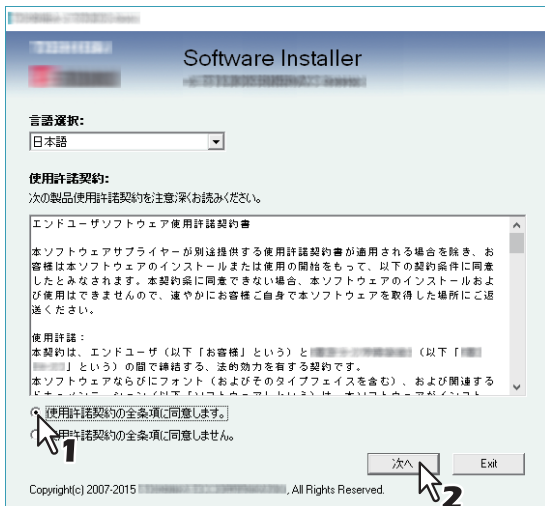 Software Installer
言語選択:
日本語
使用許諾契約:
次の製品使用許諾契約を注意深くお読みください。
エンドユーザソフトウェア使用許諾契約書
本ソフトウェアサプライヤーが別途提供する使用許諾契約書が適用される場合を除き、お
客様は本ソフトウェアのインストールまたは使用の開始をもって、以下の契約条件に同意
したとみなされます。本契約条に同意できない場合、本ソフトウェアのインストールおよ
び使用はできませんので、速やかにお客様ご自身で本ソフトウェアを取得した場所にご返
送ください。
使用許諾：
本契約は、エンドユーザ（以下「お客様」という）と（以下「
」という）の間で締結する、法的効力を有する契約です。
本ソフトウェアならびにフォント（およびそのタイプフェイスを含む）、および関連する
使用許諾契約の全条項に同意します。
使用許諾契約の全条項に同意しません。
1
次へ
Exit
2
Copyright(c) 2007-2015 , All Rights Reserved.